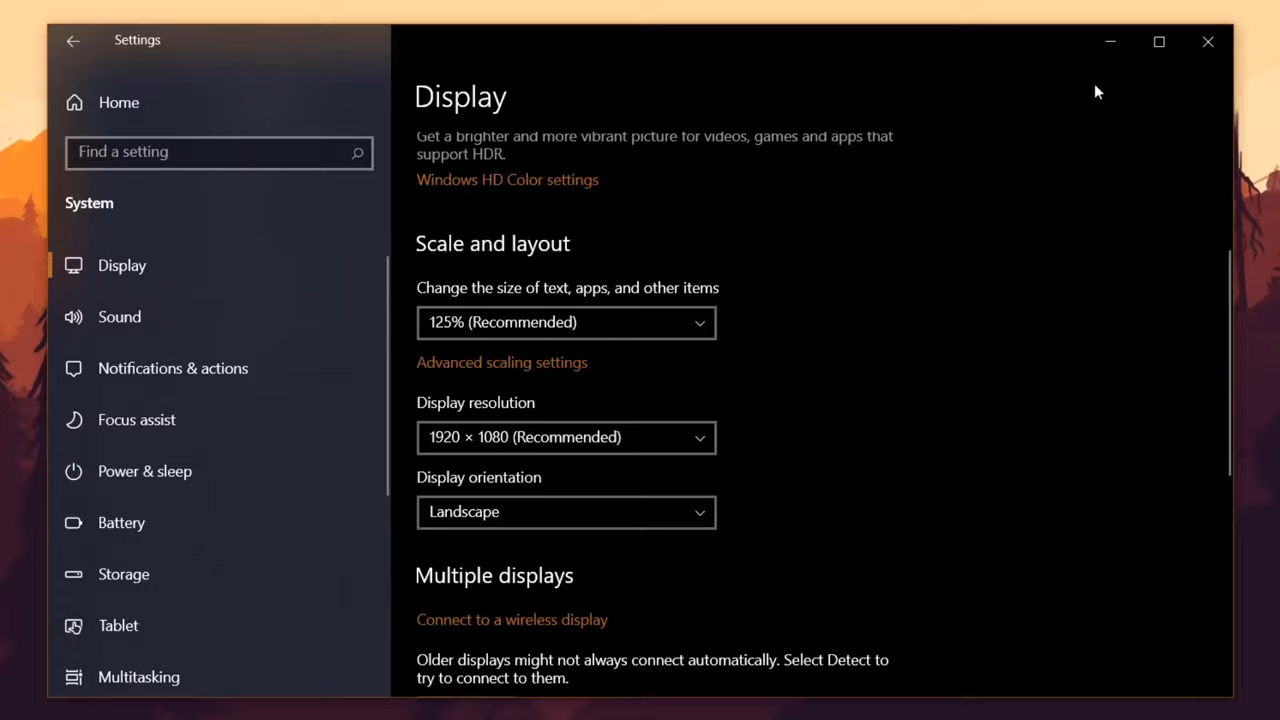 Settings
Home
Find a setting
System
Display
Sound
Notifications & actions
Focus assist
Power & sleep
Battery
Storage
Tablet
Multitasking
Display
Get a brighter and more vibrant picture for videos, games and apps that
support HDR.
Windows HD Color settings
Scale and layout
Change the size of text, apps, and other items
125% (Recommended)
Advanced scaling settings
Display resolution
1920 × 1080 (Recommended)
Display orientation
Landscape
Multiple displays
Connect to a wireless display
Older displays might not always connect automatically. Select Detect to
try to connect to them.